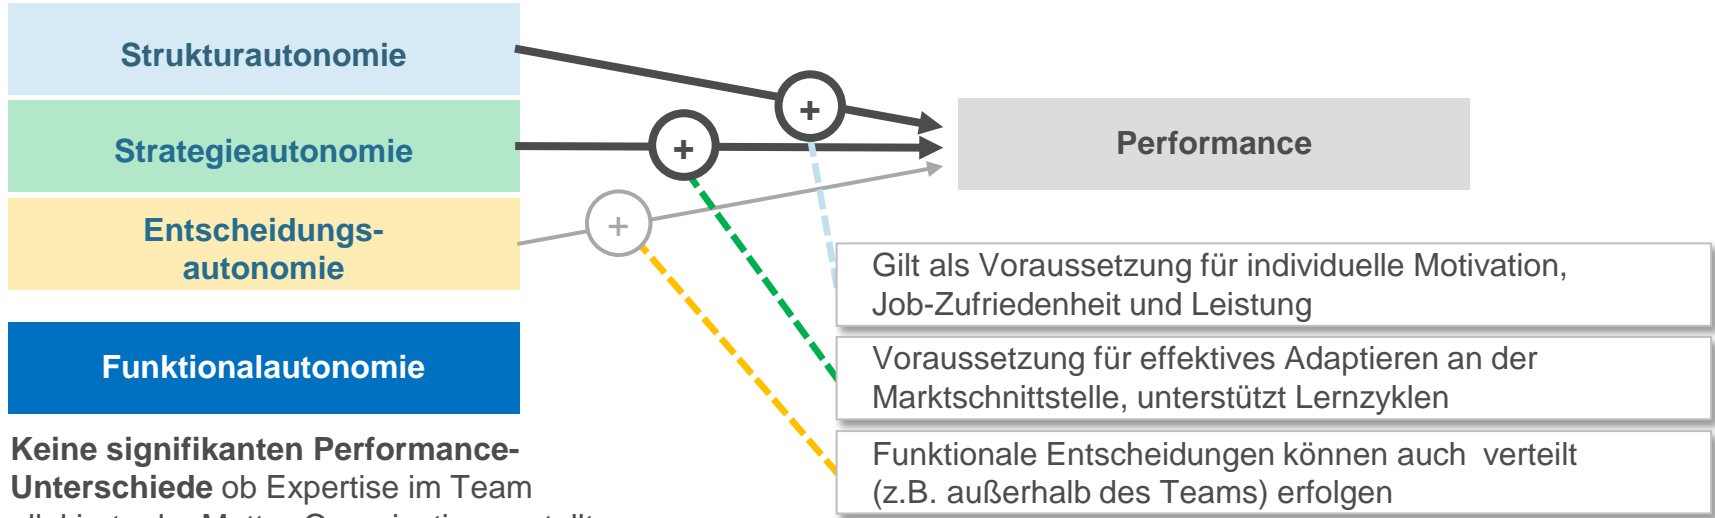 Strukturautonomie
Strategieautonomie
Entscheidungs-
autonomie
Funktionalautonomie
+
+
+
Performance
Gilt als Voraussetzung für individuelle Motivation,
Job-Zufriedenheit und Leistung
Voraussetzung für effektives Adaptieren an der
Marktschnittstelle, unterstützt Lernzyklen
Funktionale Entscheidungen können auch verteilt
(z.B. außerhalb des Teams) erfolgen
Keine signifikanten Performance-
Unterschiede ob Expertise im Team